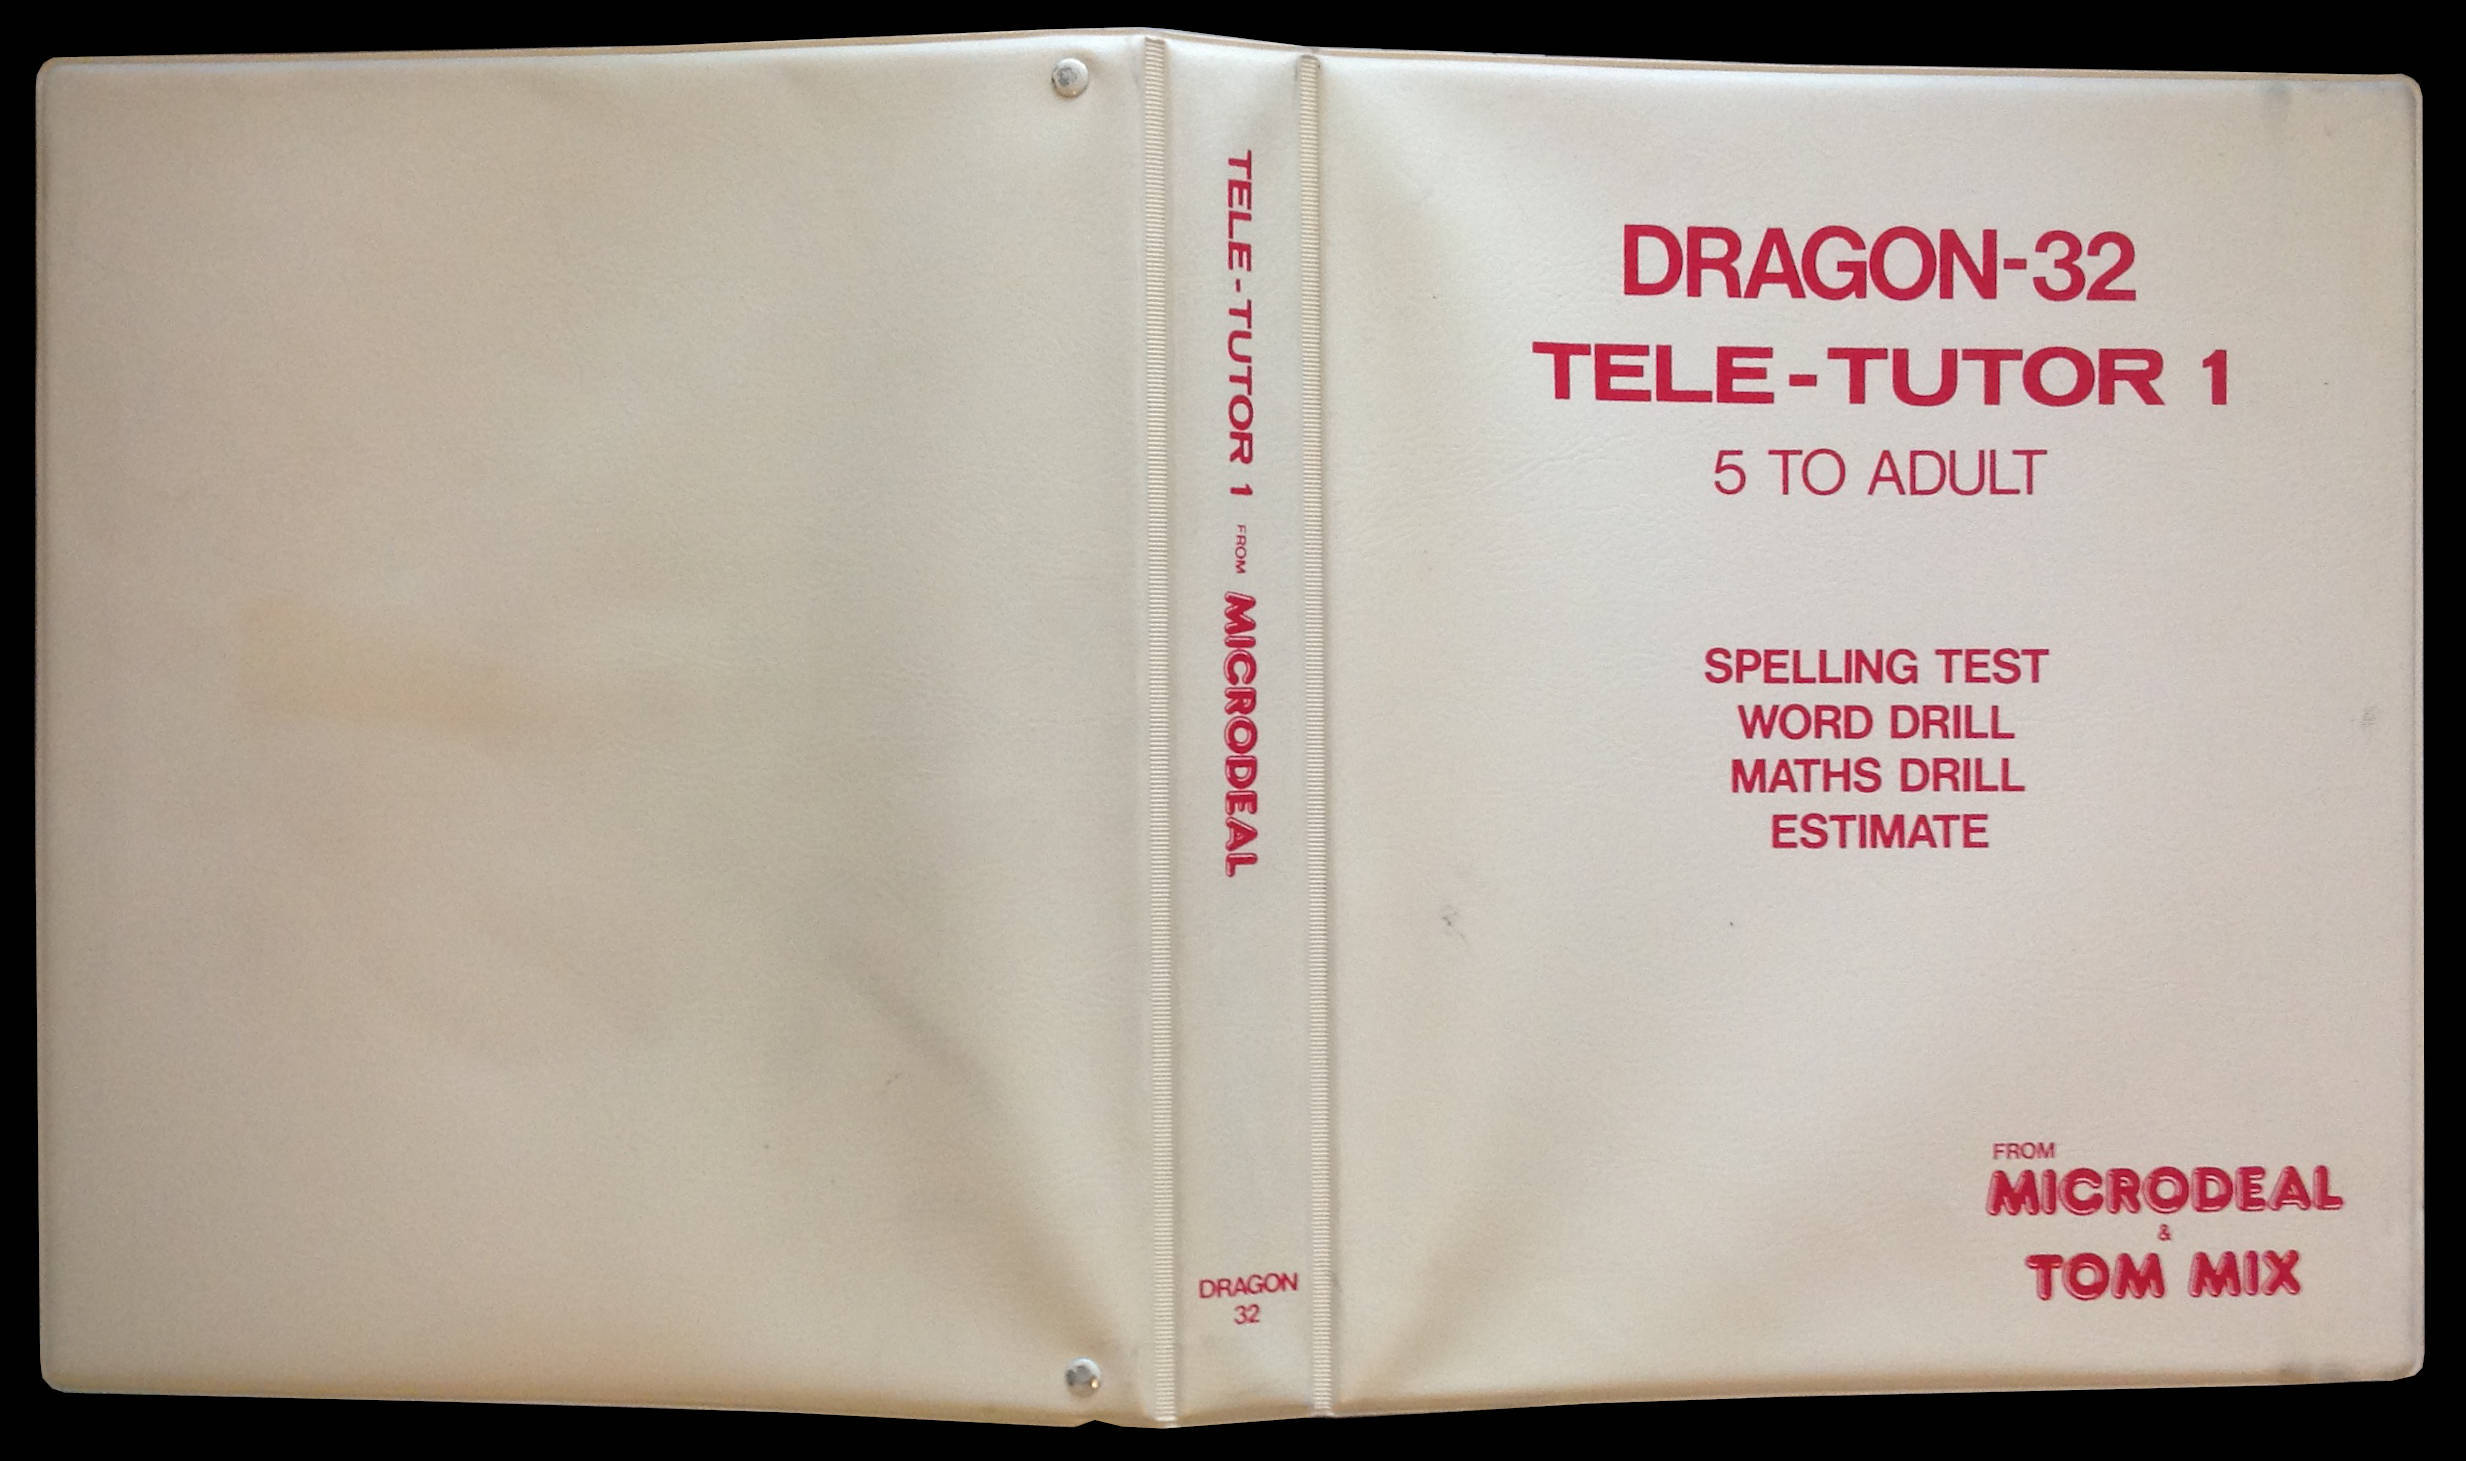 TELE-TUTOR 1 FROM MICRODEAL
DRAGON
32
DRAGON-32
TELE-TUTOR 1
5 TO ADULT
SPELLING TEST
WORD DRILL
MATHS DRILL
ESTIMATE
FROM
MICRODEAL
&
TOM MIX